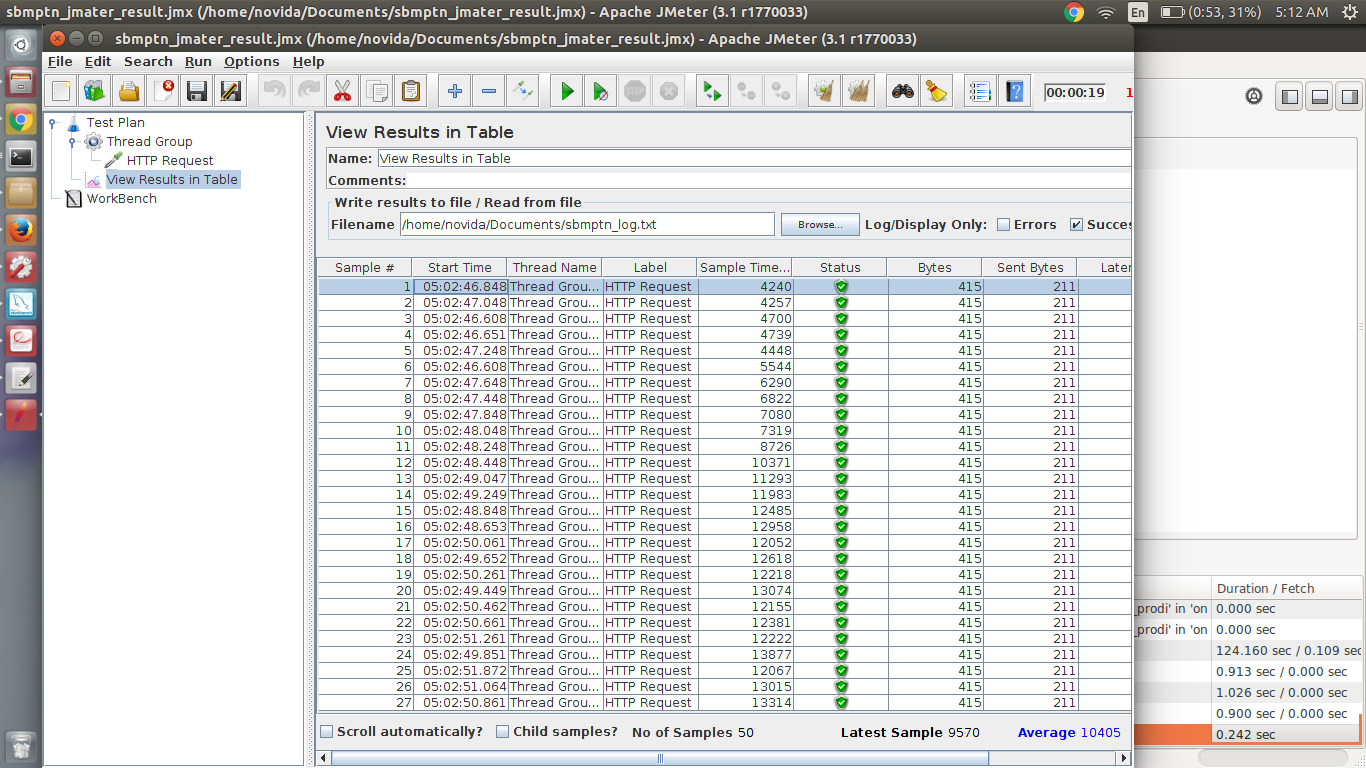 sbmptn_jmater_result.jmx (/home/novida/Documents/sbmptn_jmater_result.jmx) - Apache JMeter (3.1 r1770033) En (0:53, 31%) 5:12 AM
sbmptn_jmater_result.jmx (/home/novida/Documents/sbmptn_jmater_result.jmx) - Apache JMeter (3.1 r1770033)
File Edit Search Run Options Help
STOP 00:00:19 1
Test Plan
Thread Group
HTTP Request
View Results in Table
WorkBench
View Results in Table
Name: View Results in Table
Comments:
Write results to file / Read from file
Filename /home/novida/Documents/sbmptn_log.txt Browse... Log/Display Only: Errors Succes
Sample # Start Time Thread Name Label Sample Time... Status Bytes Sent Bytes Later
1 05:02:46.848 Thread Grou... HTTP Request 4240 415 211
2 05:02:47.048 Thread Grou... HTTP Request 4257 415 211
3 05:02:46.608 Thread Grou... HTTP Request 4700 415 211
4 05:02:46.651 Thread Grou... HTTP Request 4739 415 211
5 05:02:47.248 Thread Grou... HTTP Request 4448 415 211
6 05:02:46.608 Thread Grou... HTTP Request 5544 415 211
7 05:02:47.648 Thread Grou... HTTP Request 6290 415 211
8 05:02:47.448 Thread Grou... HTTP Request 6822 415 211
9 05:02:47.848 Thread Grou... HTTP Request 7080 415 211
10 05:02:48.048 Thread Grou... HTTP Request 7319 415 211
11 05:02:48.248 Thread Grou... HTTP Request 8726 415 211
12 05:02:48.448 Thread Grou... HTTP Request 10371 415 211
13 05:02:49.047 Thread Grou... HTTP Request 11293 415 211
14 05:02:49.249 Thread Grou... HTTP Request 11983 415 211
15 05:02:48.848 Thread Grou... HTTP Request 12485 415 211
16 05:02:48.653 Thread Grou... HTTP Request 12958 415 211
17 05:02:50.061 Thread Grou... HTTP Request 12052 415 211
18 05:02:49.652 Thread Grou... HTTP Request 12618 415 211
19 05:02:50.261 Thread Grou... HTTP Request 12218 415 211
20 05:02:49.449 Thread Grou... HTTP Request 13074 415 211
21 05:02:50.462 Thread Grou... HTTP Request 12155 415 211
22 05:02:50.661 Thread Grou... HTTP Request 12381 415 211
23 05:02:51.261 Thread Grou... HTTP Request 12222 415 211
24 05:02:49.851 Thread Grou... HTTP Request 13877 415 211
25 05:02:51.872 Thread Grou... HTTP Request 12067 415 211
26 05:02:51.064 Thread Grou... HTTP Request 13015 415 211
27 05:02:50.861 Thread Grou... HTTP Request 13314 415 211
Scroll automatically? Child samples? No of Samples 50 Latest Sample 9570 Average 10405
Duration / Fetch
_prodi' in 'on 0.000 sec
_prodi' in 'on 0.000 sec
124.160 sec / 0.109 sec
0.913 sec / 0.000 sec
1.026 sec / 0.000 sec
0.900 sec / 0.000 sec
0.242 sec